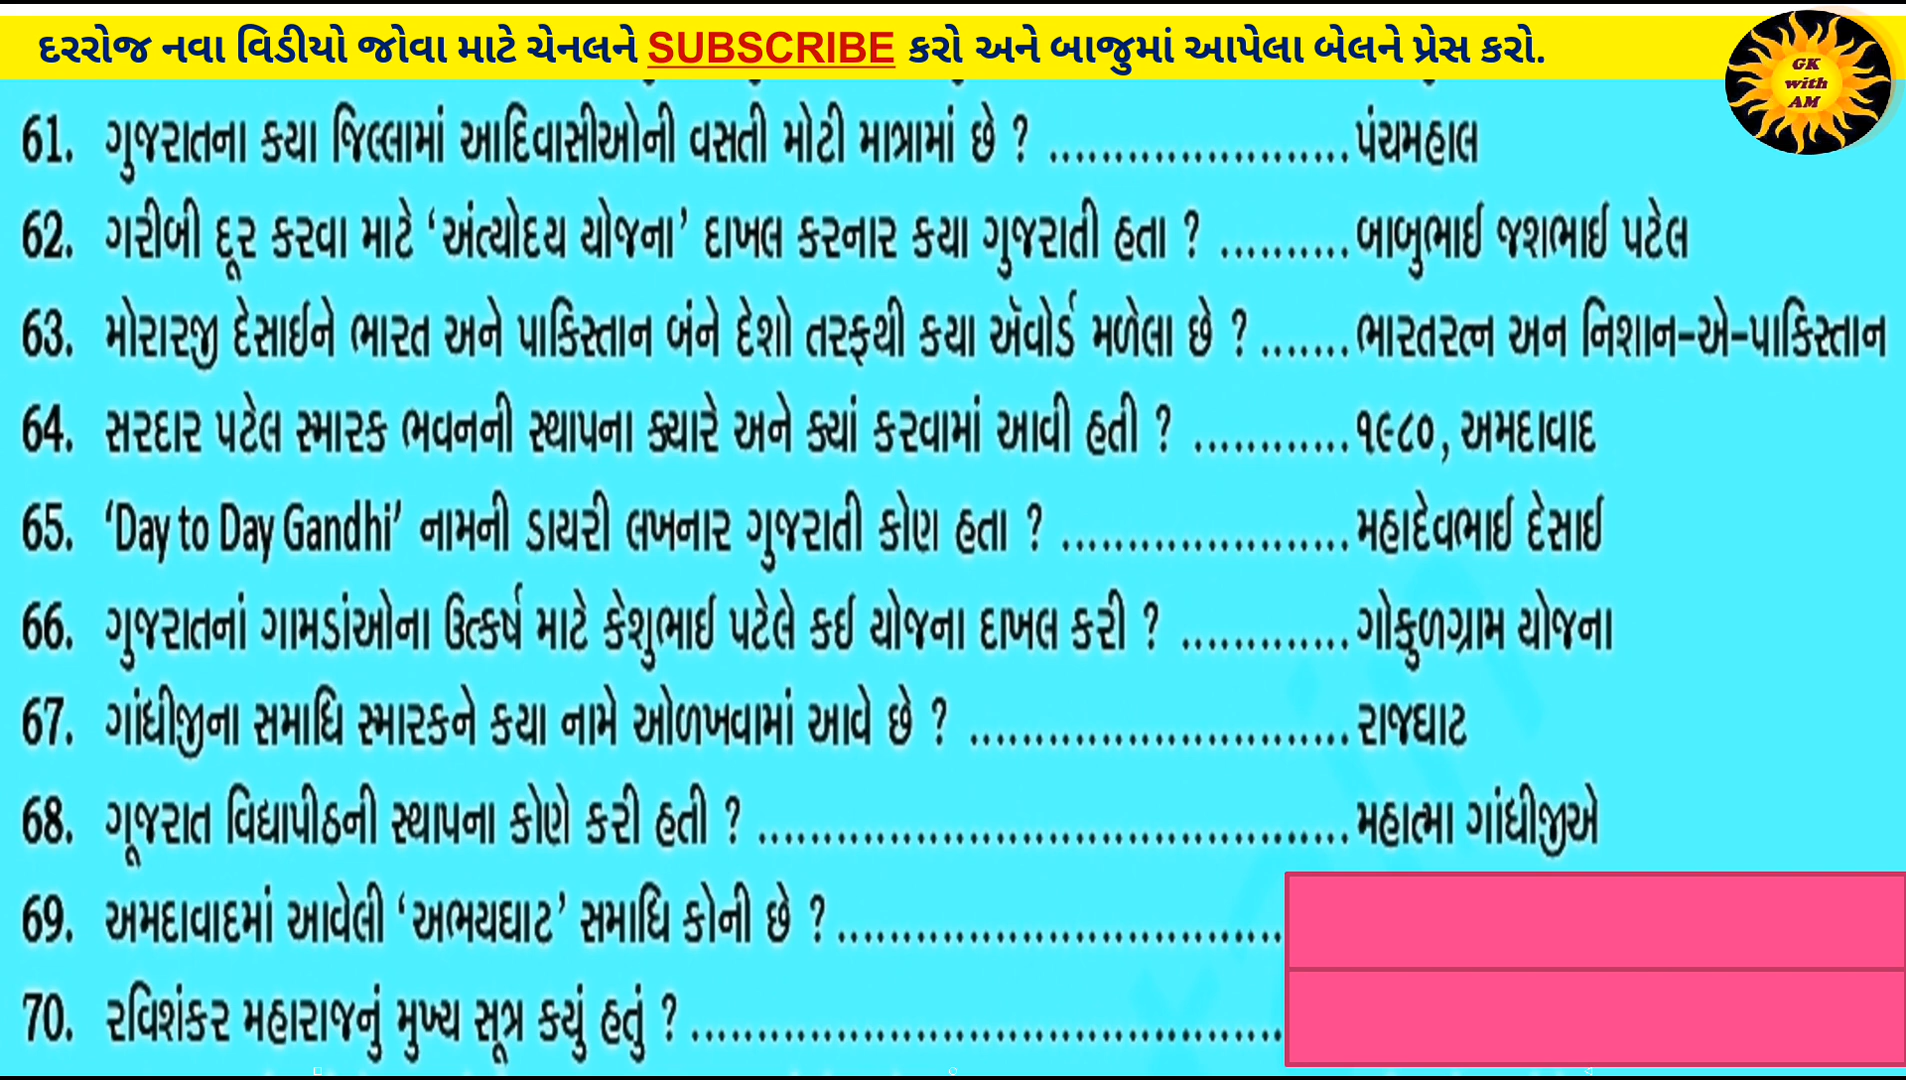 દરરોજ નવા વિડીયો જોવા માટે ચેનલને SUBSCRIBE કરો અને બાજુમાં આપેલા બેલને પ્રેસ કરો.
GK
with
AM
61. ગુજરાતના કયા જિલ્લામાં આદિવાસીઓની વસતી મોટી માત્રામાં છે ? ....................... પંચમહાલ
62. ગરીબી દૂર કરવા માટે ‘અંત્યોદય યોજના’ દાખલ કરનાર કયા ગુજરાતી હતા ? .......... બાબુભાઈ જશભાઈ પટેલ
63. મોરારજી દેસાઈને ભારત અને પાકિસ્તાન બંને દેશો તરફથી કયા ઍવોર્ડ મળેલા છે ? ....... ભારતરત્ન અન નિશાન-એ-પાકિસ્તાન
64. સરદાર પટેલ સ્મારક ભવનની સ્થાપના ક્યારે અને ક્યાં કરવામાં આવી હતી ? ............ ૧૯૮૦, અમદાવાદ
65. ‘Day to Day Gandhi’ નામની ડાયરી લખનાર ગુજરાતી કોણ હતા ? ...................... મહાદેવભાઈ દેસાઈ
66. ગુજરાતનાં ગામડાંઓના ઉત્કર્ષ માટે કેશુભાઈ પટેલે કઈ યોજના દાખલ કરી ? ............. ગોકુળગ્રામ યોજના
67. ગાંધીજીના સમાધિ સ્મારકને કયા નામે ઓળખવામાં આવે છે ? ............................. રાજઘાટ
68. ગૂજરાત વિદ્યાપીઠની સ્થાપના કોણે કરી હતી ? ............................................. મહાત્મા ગાંધીજીએ
69. અમદાવાદમાં આવેલી ‘અભયઘાટ’ સમાધિ કોની છે ? ..................................
70. રવિશંકર મહારાજનું મુખ્ય સૂત્ર કયું હતું ? .............................................